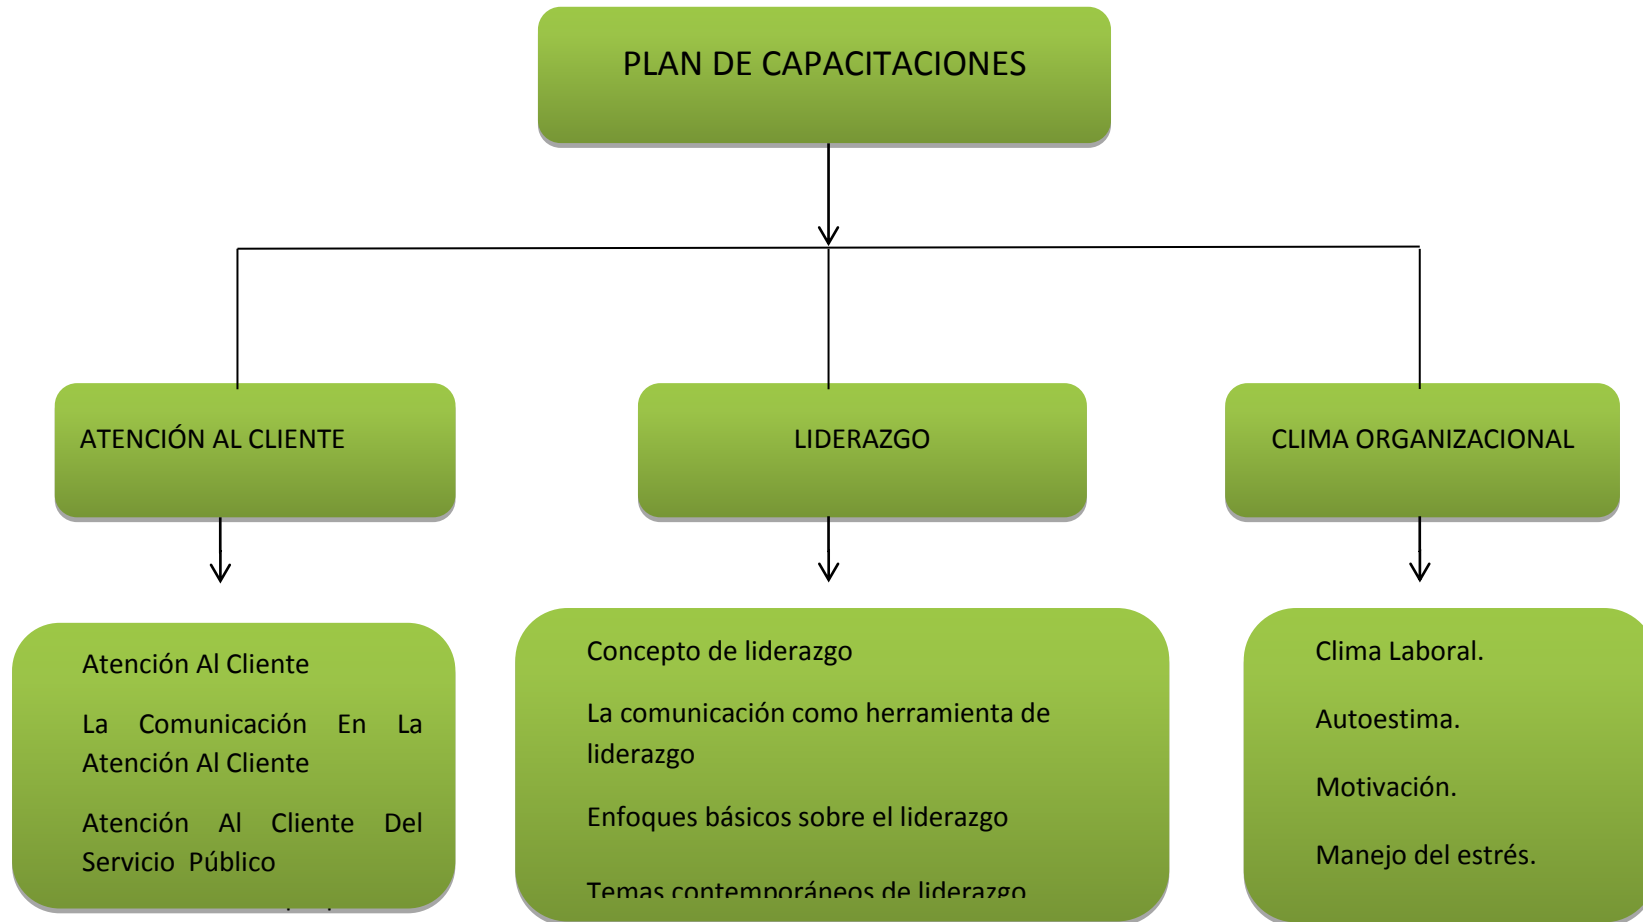 PLAN DE CAPACITACIONES
ATENCIÓN AL CLIENTE
LIDERAZGO
CLIMA ORGANIZACIONAL
Atención Al Cliente
La Comunicación En La
Atención Al Cliente
Atención Al Cliente Del
Servicio Público
Concepto de liderazgo
La comunicación como herramienta de
liderazgo
Enfoques básicos sobre el liderazgo
Temas contemporáneos de liderazgo
Clima Laboral.
Autoestima.
Motivación.
Manejo del estrés.